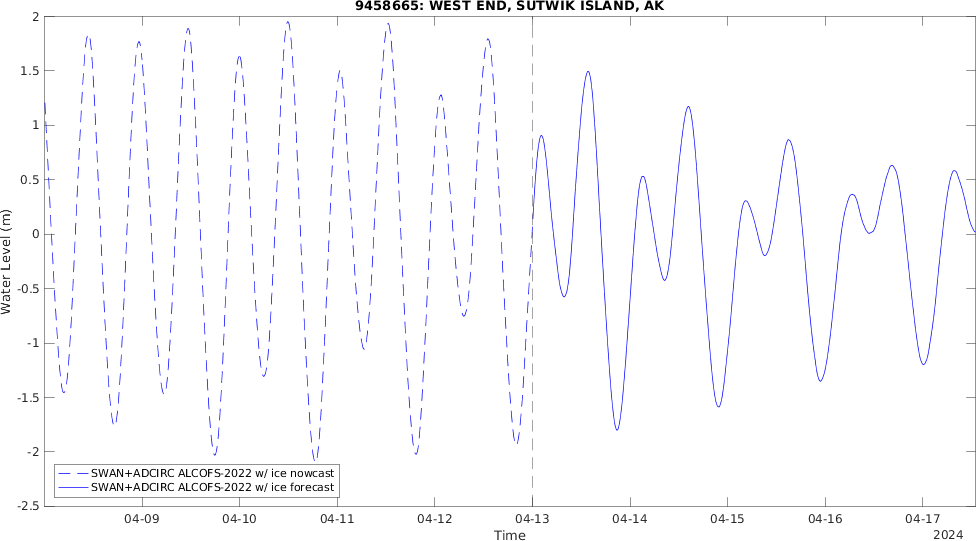 9458665: WEST END, SUTWIK ISLAND, AK
2
1.5
1
0.5
0
-0.5
-1
-1.5
-2
-2.5
Water Level (m)
SWAN+ADCIRC ALCOFS-2022 w/ ice nowcast
SWAN+ADCIRC ALCOFS-2022 w/ ice forecast
04-09 04-10 04-11 04-12 04-13 04-14 04-15 04-16 04-17
Time
2024